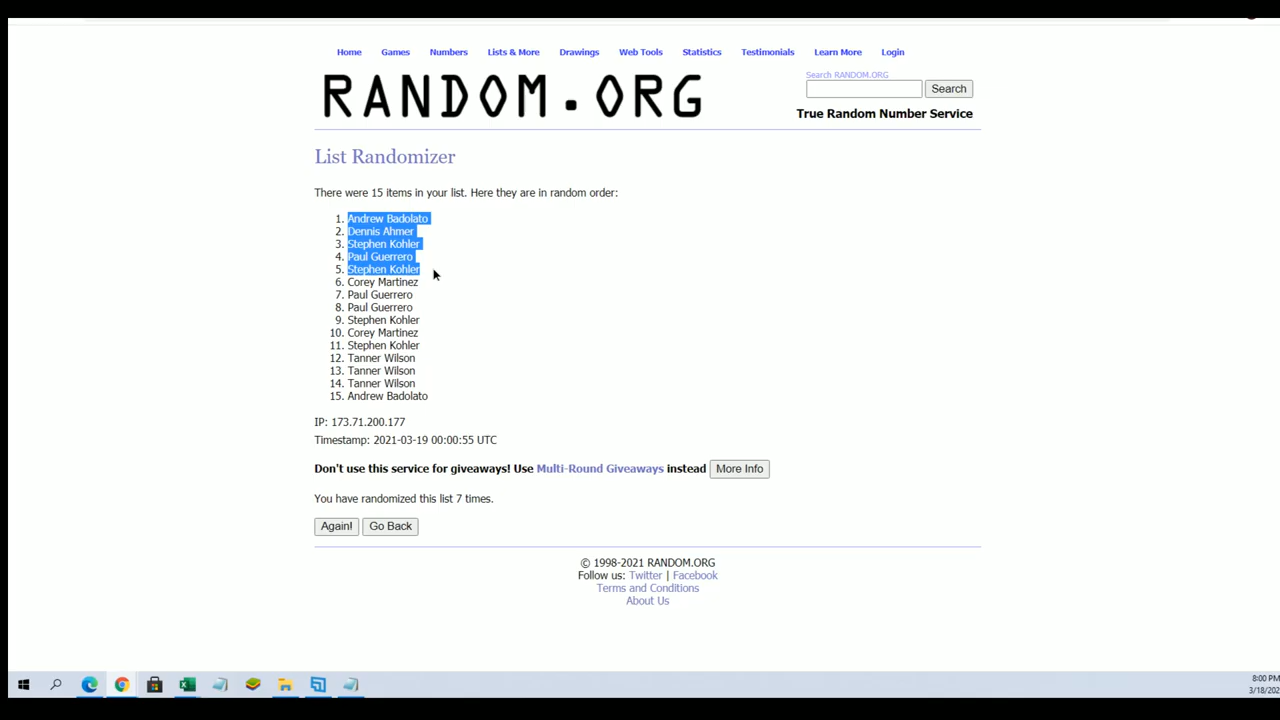 Home Games Numbers Lists & More Drawings Web Tools Statistics Testimonials Learn More Login
RANDOM.ORG
Search RANDOM.ORG
Search
True Random Number Service
List Randomizer
There were 15 items in your list. Here they are in random order:
1. Andrew Badolato
2. Dennis Ahmer
3. Stephen Kohler
4. Paul Guerrero
5. Stephen Kohler
6. Corey Martinez
7. Paul Guerrero
8. Paul Guerrero
9. Stephen Kohler
10. Corey Martinez
11. Stephen Kohler
12. Tanner Wilson
13. Tanner Wilson
14. Tanner Wilson
15. Andrew Badolato
IP: 173.71.200.177
Timestamp: 2021-03-19 00:00:55 UTC
Don't use this service for giveaways! Use Multi-Round Giveaways instead More Info
You have randomized this list 7 times.
Again! Go Back
© 1998-2021 RANDOM.ORG
Follow us: Twitter | Facebook
Terms and Conditions
About Us
8:00 PM
3/18/202